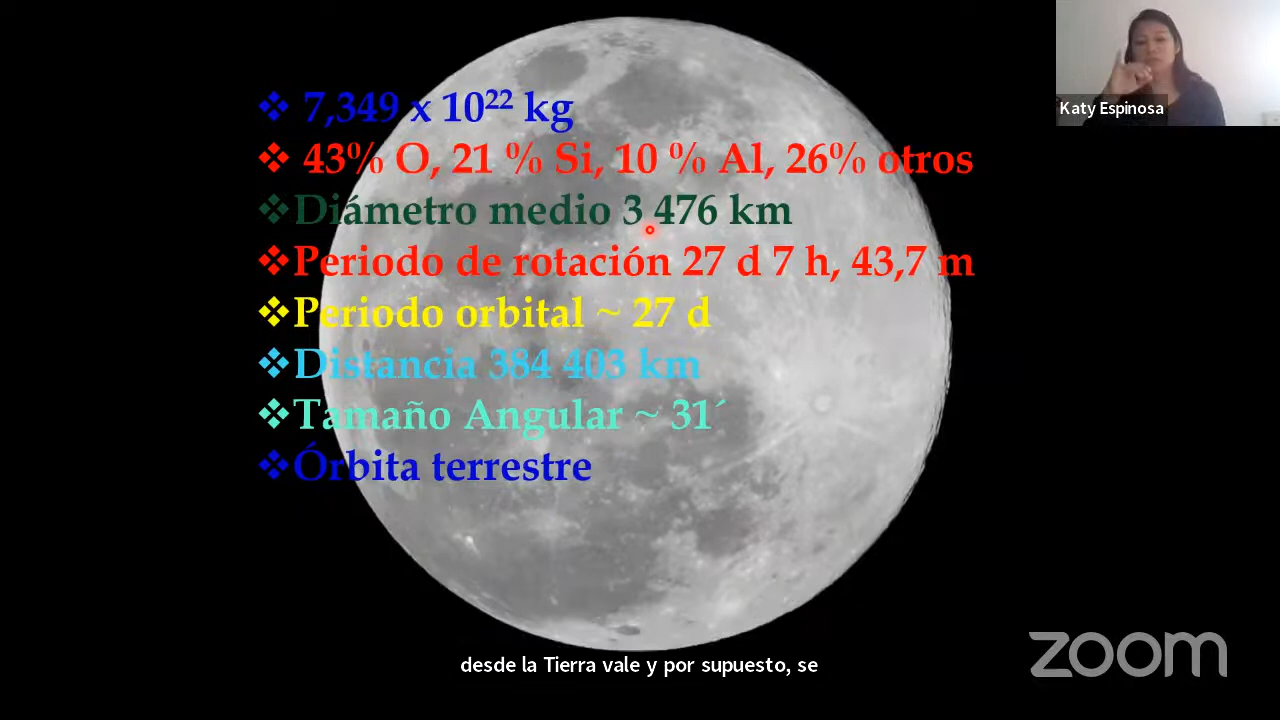 7,349 x 10²² kg
43% O, 21 % Si, 10 % Al, 26% otros
Diámetro medio 3 476 km
Periodo de rotación 27 d 7 h, 43,7 m
Periodo orbital ~ 27 d
Distancia 384 403 km
Tamaño Angular ~ 31´
Órbita terrestre
Katy Espinosa
desde la Tierra vale y por supuesto, se
zoom